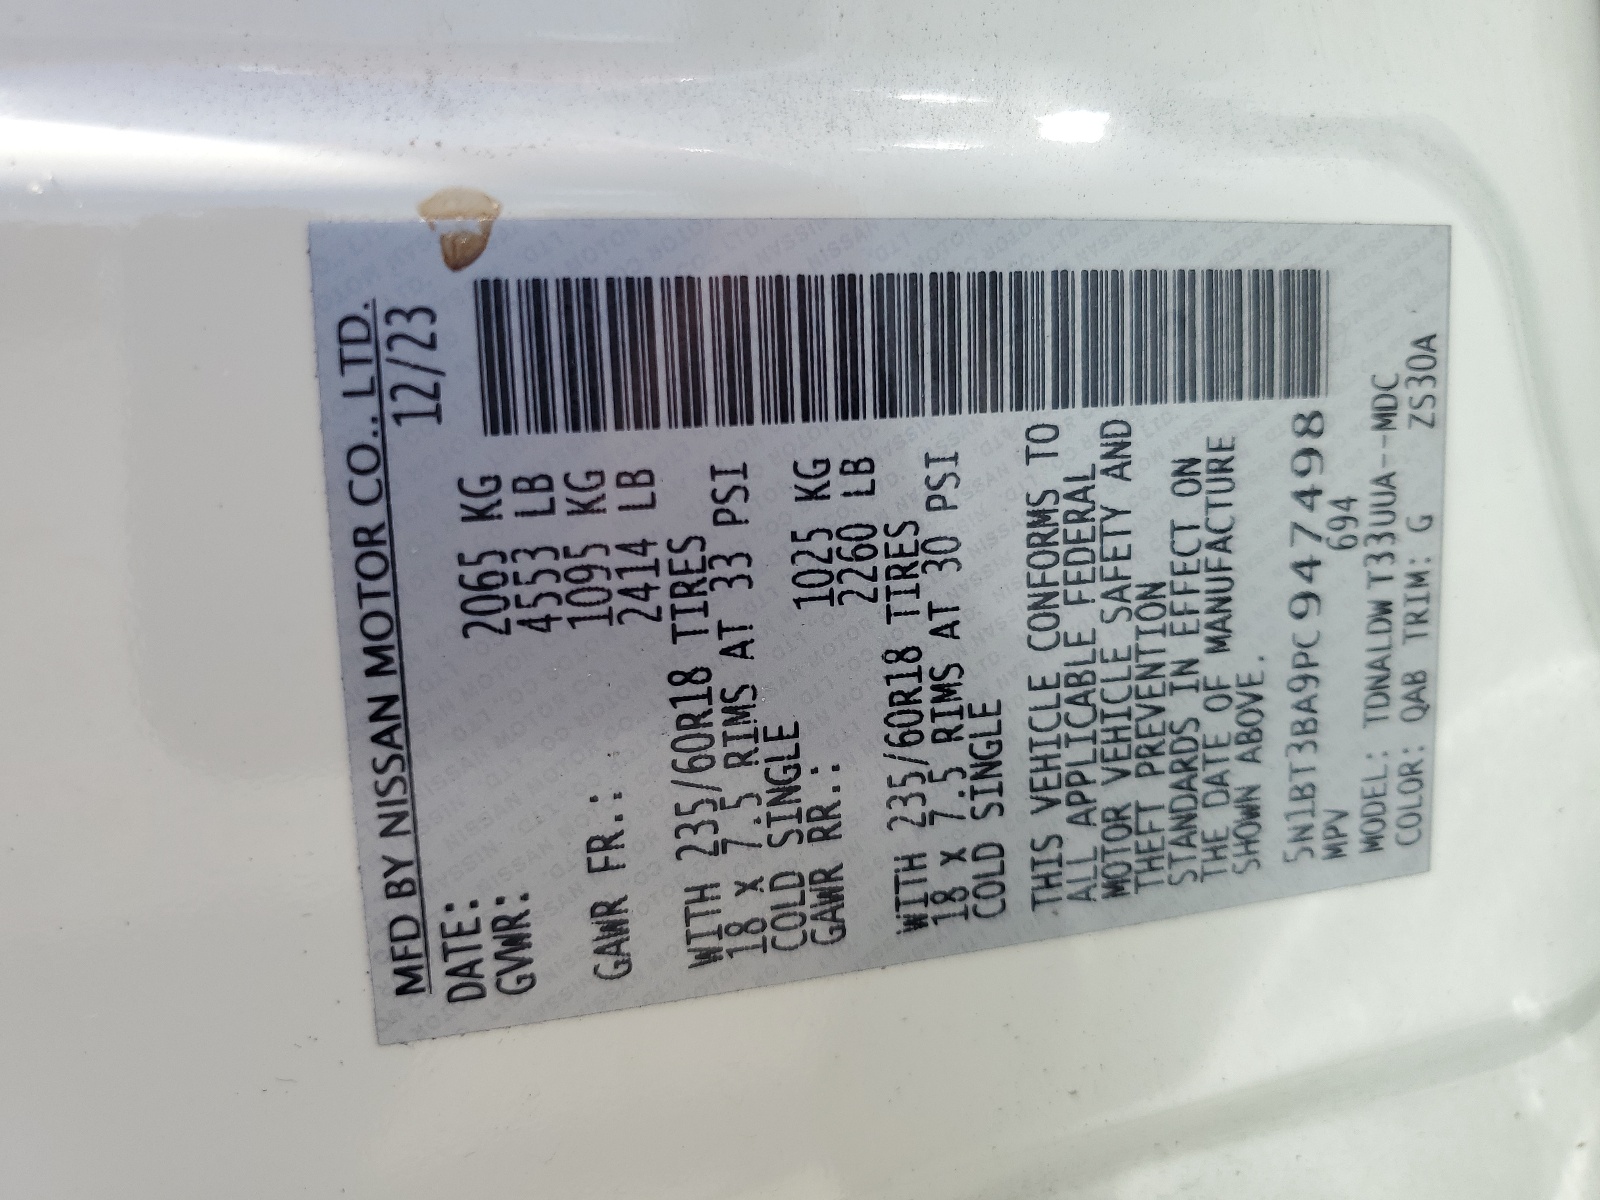 MFD BY NISSAN MOTOR CO., LTD.
DATE: 12/23
GVWR: 2065 KG
4553 LB
GAWR FR.: 1095 KG
2414 LB
WITH 235/60R18 TIRES
18 X 7.5 RIMS AT 33 PSI
COLD SINGLE
GAWR RR.: 1025 KG
2260 LB
WITH 235/60R18 TIRES
18 X 7.5 RIMS AT 30 PSI
COLD SINGLE
THIS VEHICLE CONFORMS TO
ALL APPLICABLE FEDERAL
MOTOR VEHICLE SAFETY AND
THEFT PREVENTION
STANDARDS IN EFFECT ON
THE DATE OF MANUFACTURE
SHOWN ABOVE.
5N1BT3BA9PC947498
MPV 694
MODEL: TDNALDW T33UUA--MDC
COLOR: QAB TRIM: G ZS30A